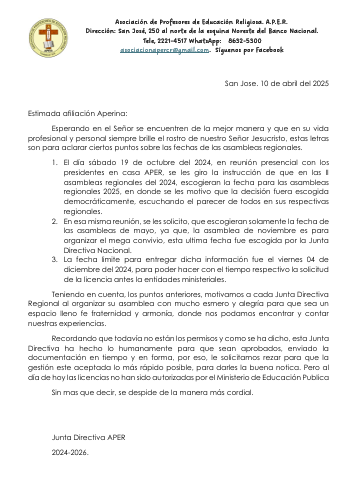 Asociación de Profesores de Educación Religiosa. A.P.E.R.
Dirección: San José, 250 al norte de la esquina Noreste del Banco Nacional.
Tele, 2221-4517 WhatsApp: 8632-5300
asociacionapercr@gmail.com. Síguenos por Facebook
San Jose. 10 de abril del 2025
Estimada afiliación Aperina:
Esperando en el Señor se encuentren de la mejor manera y que en su vida
profesional y personal siempre brille el rostro de nuestro Señor Jesucristo, estas letras
son para aclarar ciertos puntos sobre las fechas de las asambleas regionales.
1. El día sábado 19 de octubre del 2024, en reunión presencial con los
presidentes en casa APER, se les giro la instrucción de que en las II
asambleas regionales del 2024, escogieran la fecha para las asambleas
regionales 2025, en donde se les motivo que la decisión fuera escogida
democráticamente, escuchando el parecer de todos en sus respectivas
regionales.
2. En esa misma reunión, se les solicito, que escogieran solamente la fecha de
las asambleas de mayo, ya que, la asamblea de noviembre es para
organizar el mega convivio, esta ultima fecha fue escogida por la Junta
Directiva Nacional.
3. La fecha limite para entregar dicha información fue el viernes 04 de
diciembre del 2024, para poder hacer con el tiempo respectivo la solicitud
de la licencia ante la entidades ministeriales.
Teniendo en cuenta, los puntos anteriores, motivamos a cada Junta Directiva
Regional al organizar su asamblea con mucho esmero y alegría para que sea un
espacio lleno fe fraternidad y armonía, donde nos podamos encontrar y contar
nuestras experiencias.
Recordando que todavía no están los permisos y como se ha dicho, esta Junta
Directiva ha hecho lo humanamente para que sean aprobados, enviado la
documentación en tiempo y en forma, por eso, le solicitamos rezar para que la
gestión este aceptada lo más rápido posible, para darles la buena notica. Pero al
día de hoy las licencias no han sido autorizadas por el Ministerio de Educación Publica
Sin mas que decir, se despide de la manera más cordial.
Junta Directiva APER
2024-2026.